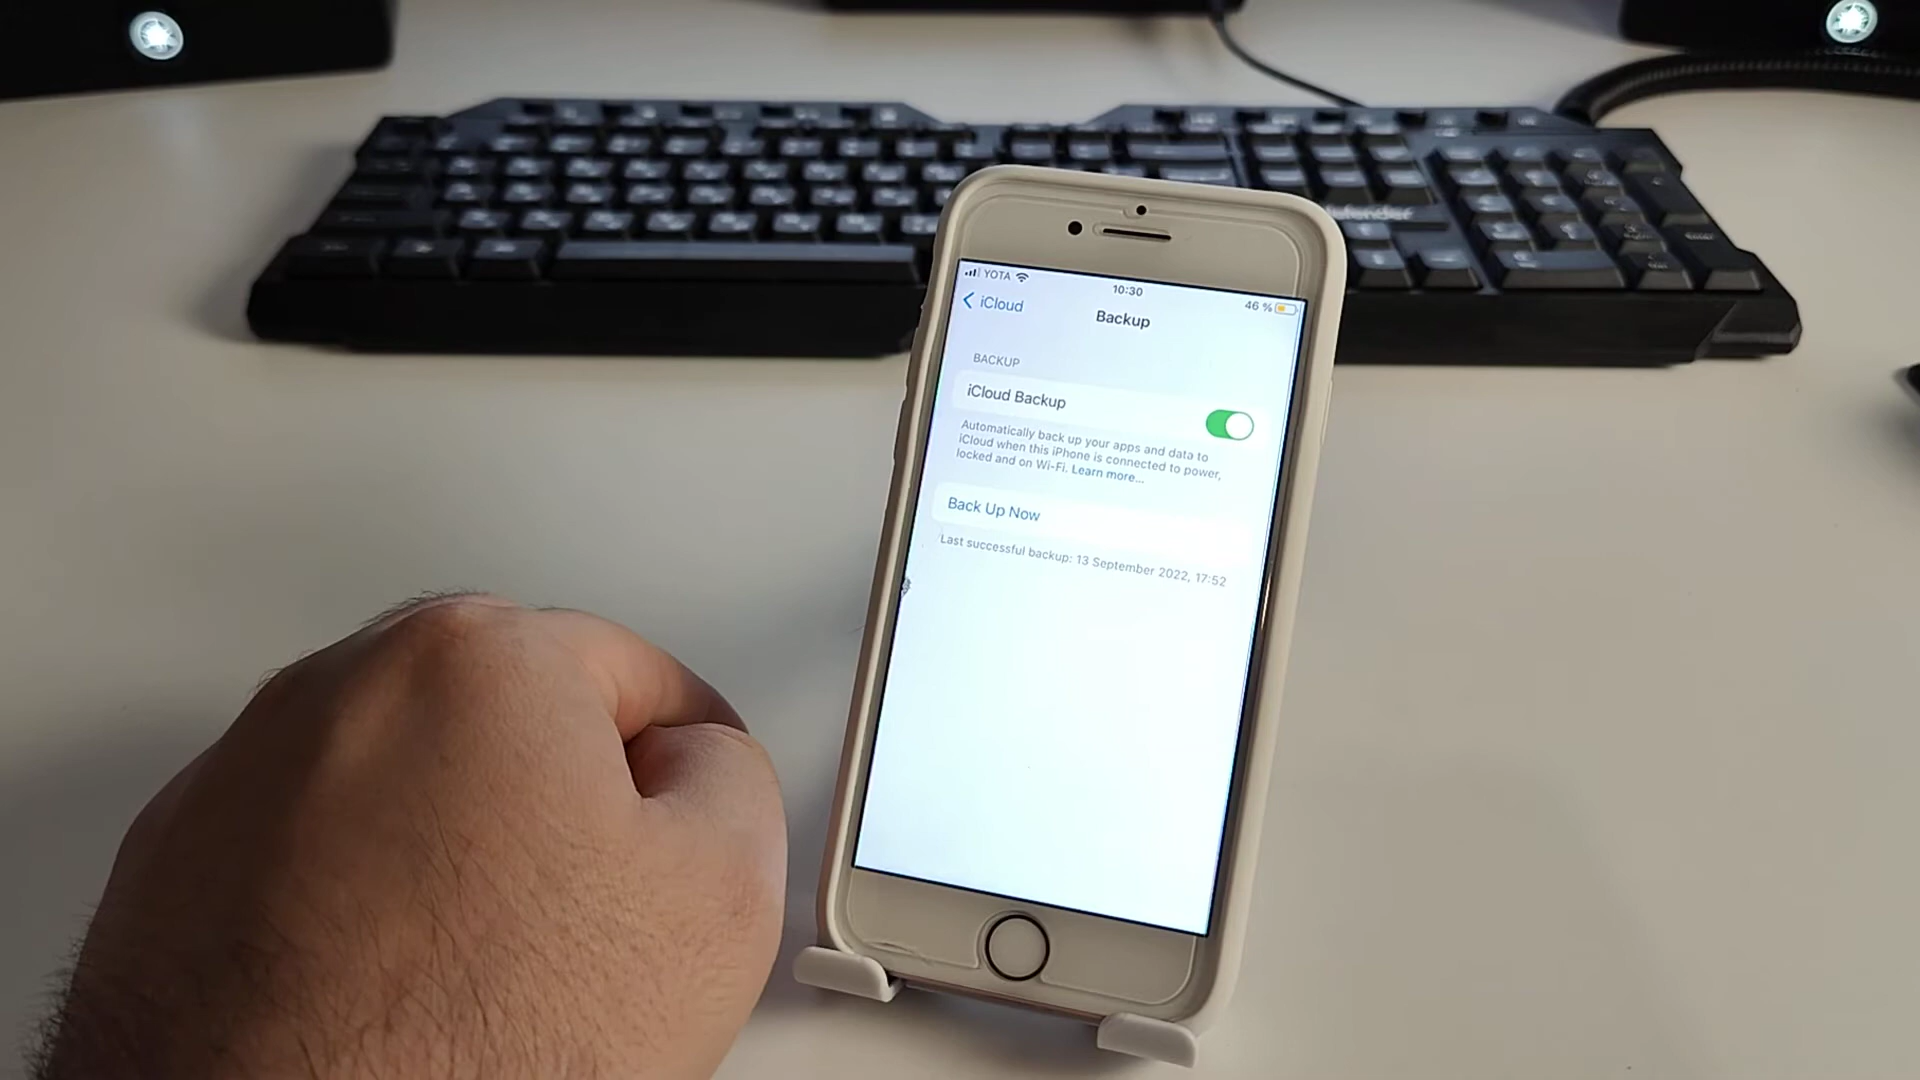 defender
YOTA
10:30
46 %
iCloud
Backup
BACKUP
iCloud Backup
Automatically back up your apps and data to
iCloud when this iPhone is connected to power,
locked and on Wi-Fi. Learn more...
Back Up Now
Last successful backup: 13 September 2022, 17:52